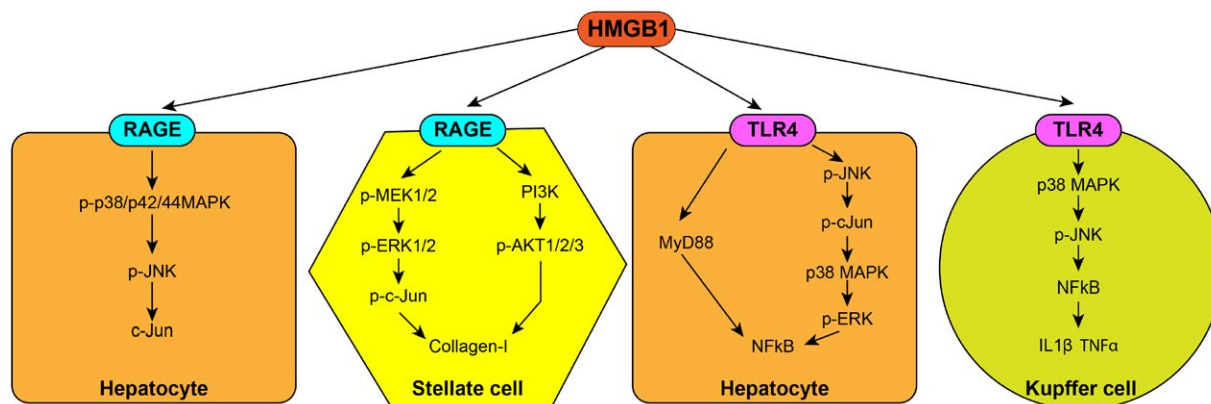 HMGB1
RAGE
p-p38/p42/44MAPK
p-JNK
c-Jun
Hepatocyte
RAGE
p-MEK1/2
p-ERK1/2
p-c-Jun
PI3K
p-AKT1/2/3
Collagen-I
Stellate cell
TLR4
MyD88
p-JNK
p-cJun
p38 MAPK
p-ERK
NFkB
Hepatocyte
TLR4
p38 MAPK
p-JNK
NFkB
IL1β TNFα
Kupffer cell